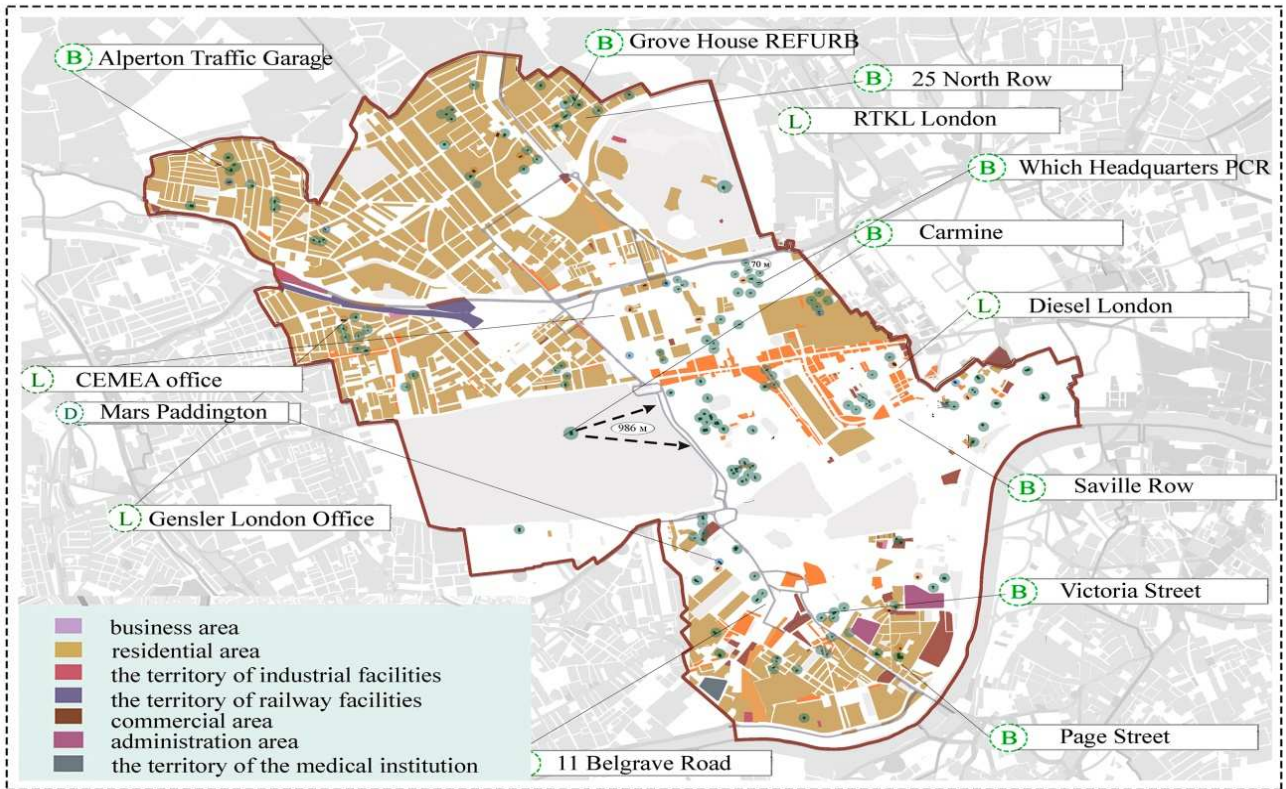 B Alperton Traffic Garage
B Grove House REFURB
B 25 North Row
L RTKL London
B Which Headquarters PCR
B Carmine
70 м
L Diesel London
L CEMEA office
D Mars Paddington
986 м
B Saville Row
L Gensler London Office
B Victoria Street
business area
residential area
the territory of industrial facilities
the territory of railway facilities
commercial area
administration area
the territory of the medical institution
B Page Street
11 Belgrave Road